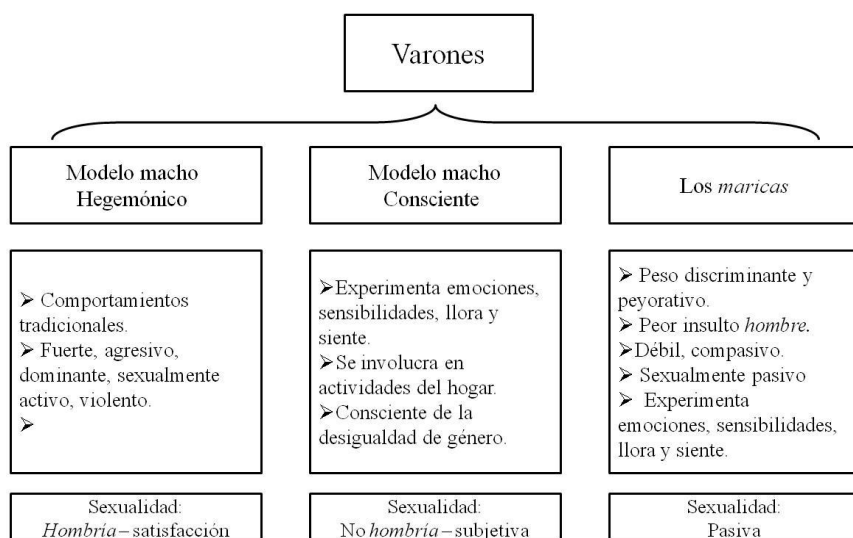 Varones
Modelo macho
Hegemónico
Modelo macho
Consciente
Los maricas
➢ Comportamientos
tradicionales.
➢ Fuerte, agresivo,
dominante, sexualmente
activo, violento.
➢
➢Experimenta emociones,
sensibilidades, llora y
siente.
➢Se involucra en
actividades del hogar.
➢Consciente de la
desigualdad de género.
➢ Peso discriminante y
peyorativo.
➢ Peor insulto hombre.
➢Débil, compasivo.
➢ Sexualmente pasivo
➢ Experimenta
emociones, sensibilidades,
llora y siente.
Sexualidad:
Hombría – satisfacción
Sexualidad:
No hombría – subjetiva
Sexualidad:
Pasiva